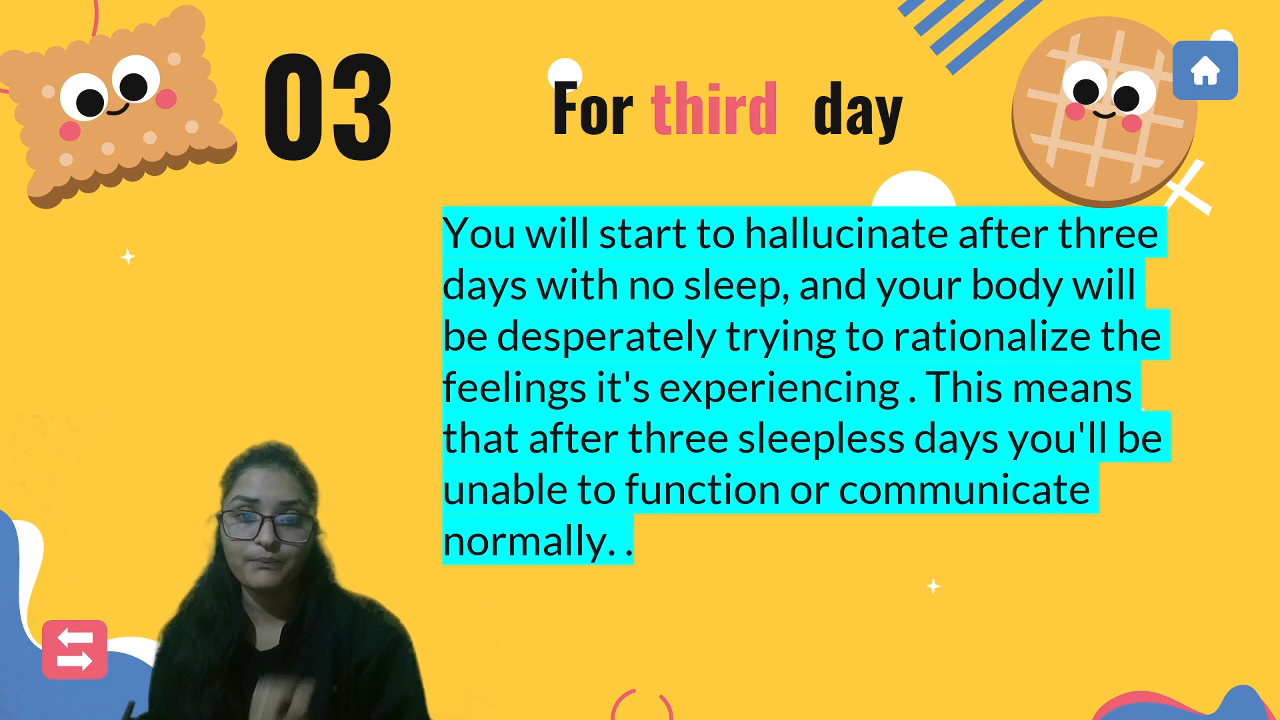 03
For third day
You will start to hallucinate after three
days with no sleep, and your body will
be desperately trying to rationalize the
feelings it's experiencing . This means
that after three sleepless days you'll be
unable to function or communicate
normally. .